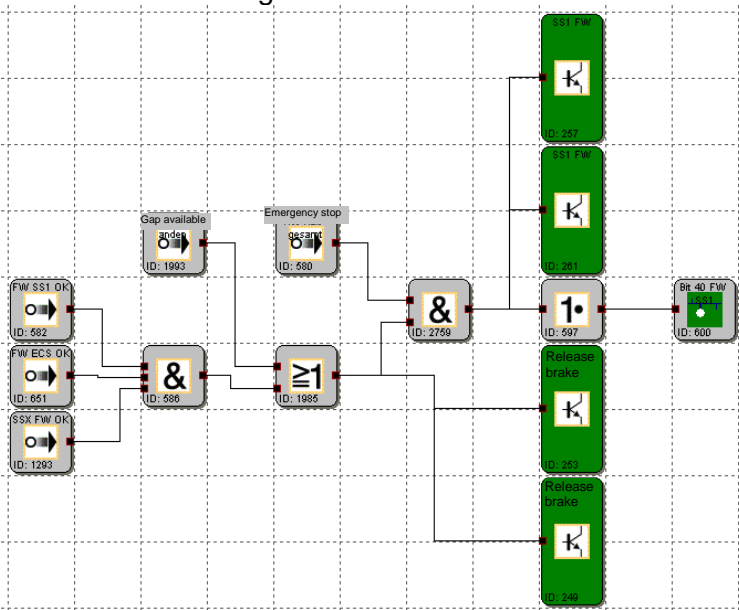 SS1 FW
ID: 257
SS1 FW
ID: 261
Gap available
anden
ID: 1993
Emergency stop
gesamt
ID: 580
FW SS1 OK
ID: 582
&
ID: 2759
1•
ID: 597
Bit 40 FW
SS1
ID: 600
FW ECS OK
ID: 651
&
ID: 586
≥1
ID: 1985
Release
brake
ID: 253
SSX FW OK
ID: 1293
Release
brake
ID: 249